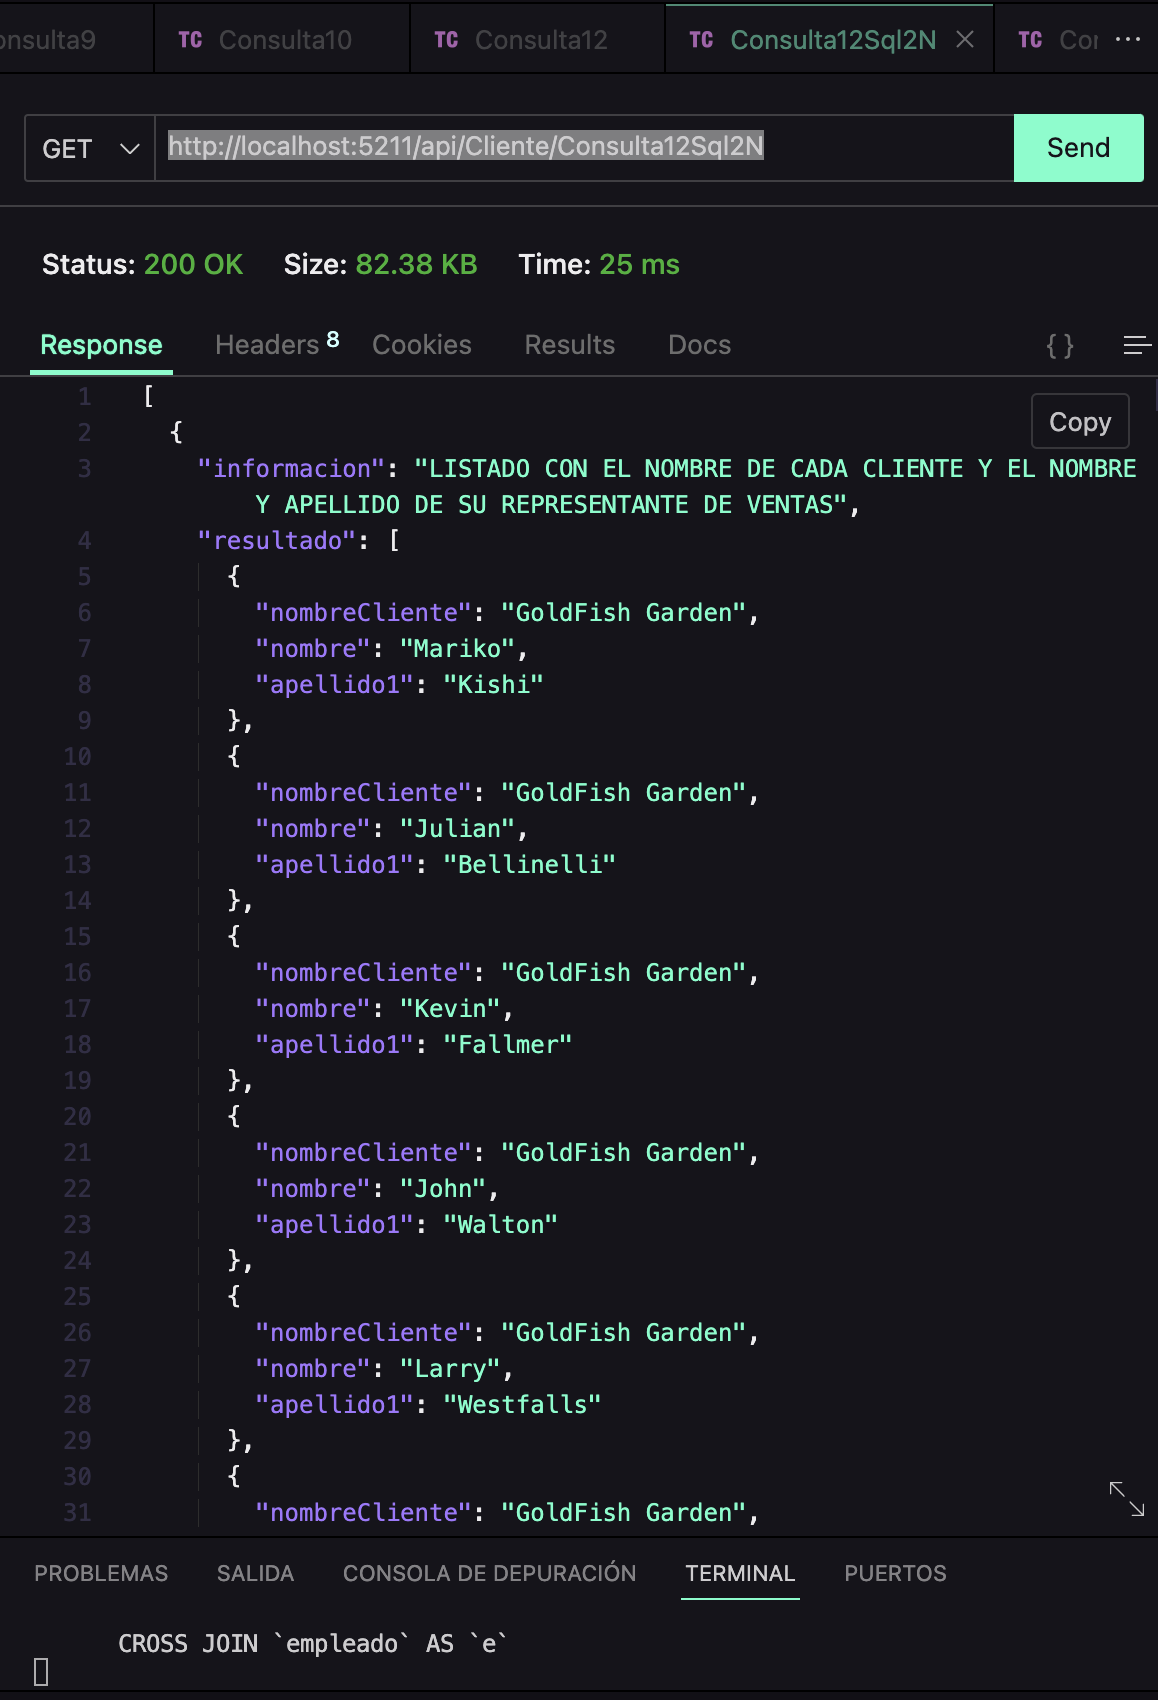 onsulta9 TC Consulta10 TC Consulta12 TC Consulta12Sql2N TC Cor ...
GET http://localhost:5211/api/Cliente/Consulta12Sql2N Send
Status: 200 OK Size: 82.38 KB Time: 25 ms
Response Headers 8 Cookies Results Docs { }
Copy
1 [
2 {
3 "informacion": "LISTADO CON EL NOMBRE DE CADA CLIENTE Y EL NOMBRE
Y APELLIDO DE SU REPRESENTANTE DE VENTAS",
4 "resultado": [
5 {
6 "nombreCliente": "GoldFish Garden",
7 "nombre": "Mariko",
8 "apellido1": "Kishi"
9 },
10 {
11 "nombreCliente": "GoldFish Garden",
12 "nombre": "Julian",
13 "apellido1": "Bellinelli"
14 },
15 {
16 "nombreCliente": "GoldFish Garden",
17 "nombre": "Kevin",
18 "apellido1": "Fallmer"
19 },
20 {
21 "nombreCliente": "GoldFish Garden",
22 "nombre": "John",
23 "apellido1": "Walton"
24 },
25 {
26 "nombreCliente": "GoldFish Garden",
27 "nombre": "Larry",
28 "apellido1": "Westfalls"
29 },
30 {
31 "nombreCliente": "GoldFish Garden",
PROBLEMAS SALIDA CONSOLA DE DEPURACIÓN TERMINAL PUERTOS
CROSS JOIN `empleado` AS `e`